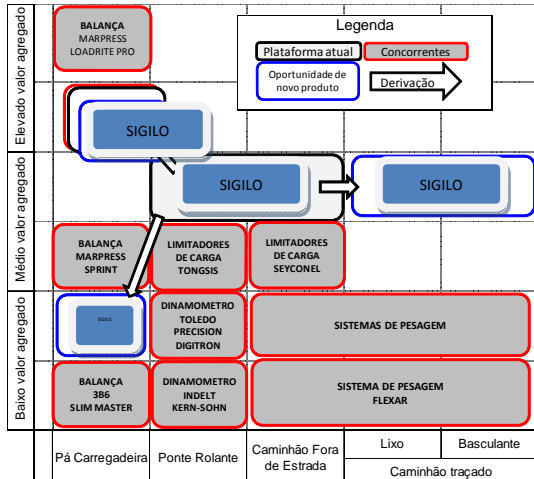 Elevado valor agregado
Médio valor agregado
Baixo valor agregado
BALANÇA
MARPRESS
LOADRITE PRO
Legenda
Plataforma atual
Concorrentes
Oportunidade de
novo produto
Derivação
SIGILO
SIGILO
SIGILO
BALANÇA
MARPRESS
SPRINT
LIMITADORES
DE CARGA
TONGSIS
LIMITADORES
DE CARGA
SEYCONEL
SIGILO
DINAMOMETRO
TOLEDO
PRECISION
DIGITRON
SISTEMAS DE PESAGEM
BALANÇA
3B6
SLIM MASTER
DINAMOMETRO
INDELT
KERN-SOHN
SISTEMA DE PESAGEM
FLEXAR
Pá Carregadeira
Ponte Rolante
Caminhão Fora
de Estrada
Lixo
Basculante
Caminhão traçado